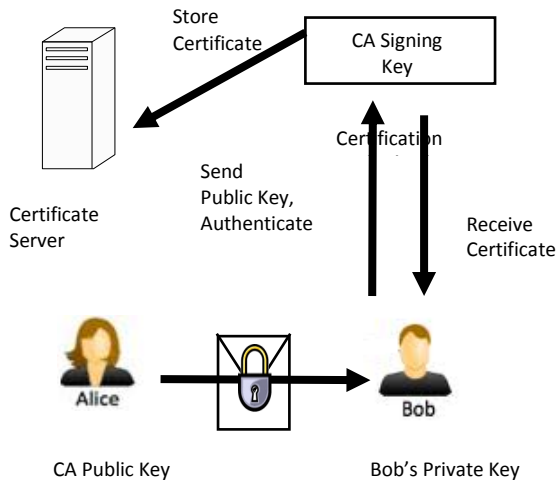 Store
Certificate
CA Signing
Key
Certification
Send
Public Key,
Authenticate
Certificate
Server
Receive
Certificate
Alice
Bob
CA Public Key
Bob's Private Key